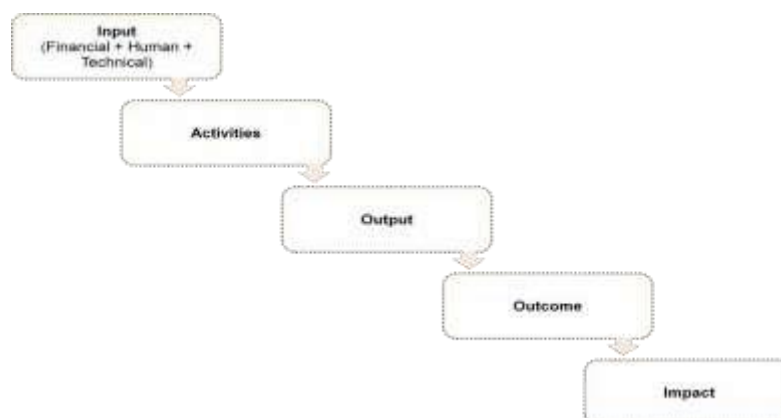 Input
(Financial + Human +
Technical)
Activities
Output
Outcome
Impact